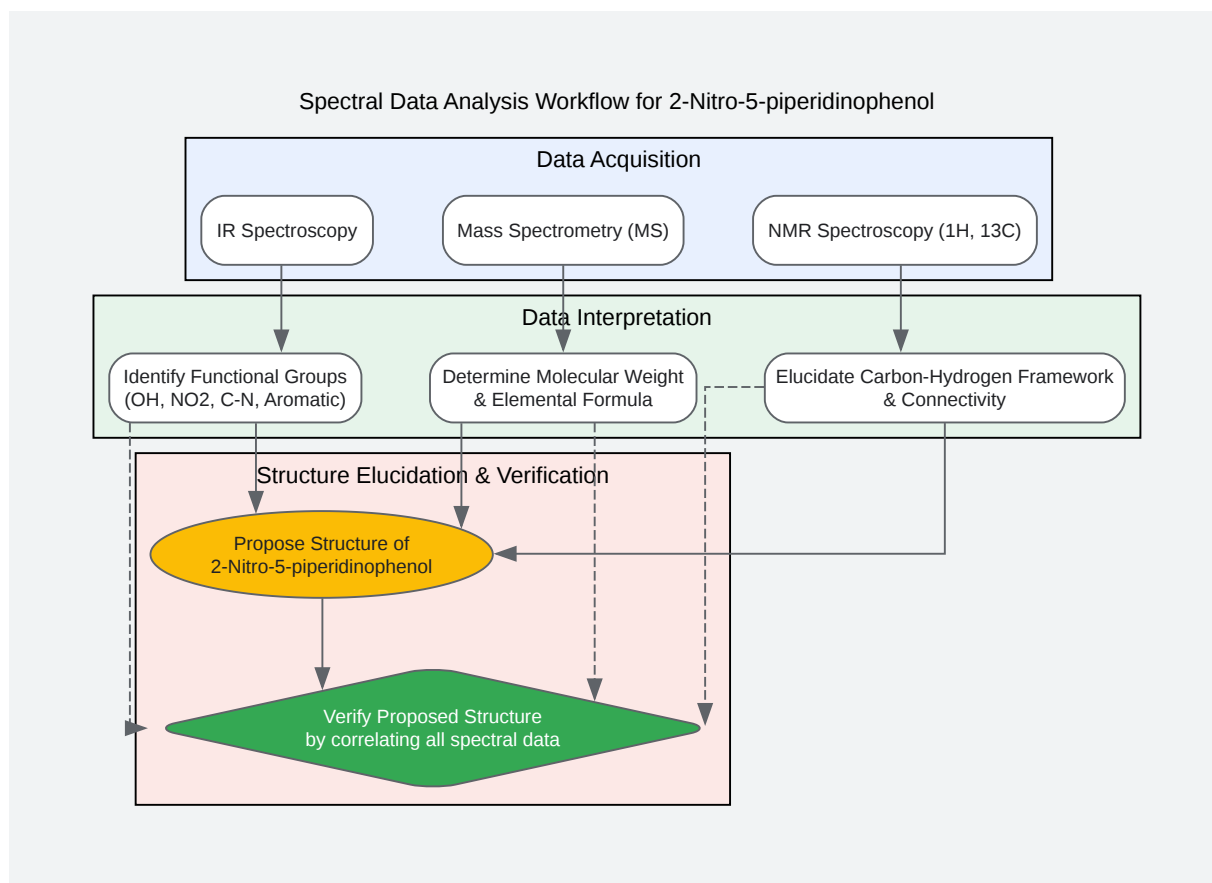 Spectral Data Analysis Workflow for 2-Nitro-5-piperidinophenol
Data Acquisition
IR Spectroscopy
Mass Spectrometry (MS)
NMR Spectroscopy (1H, 13C)
Data Interpretation
Identify Functional Groups
(OH, NO2, C-N, Aromatic)
Determine Molecular Weight
& Elemental Formula
Elucidate Carbon-Hydrogen Framework
& Connectivity
Structure Elucidation & Verification
Propose Structure of
2-Nitro-5-piperidinophenol
Verify Proposed Structure
by correlating all spectral data